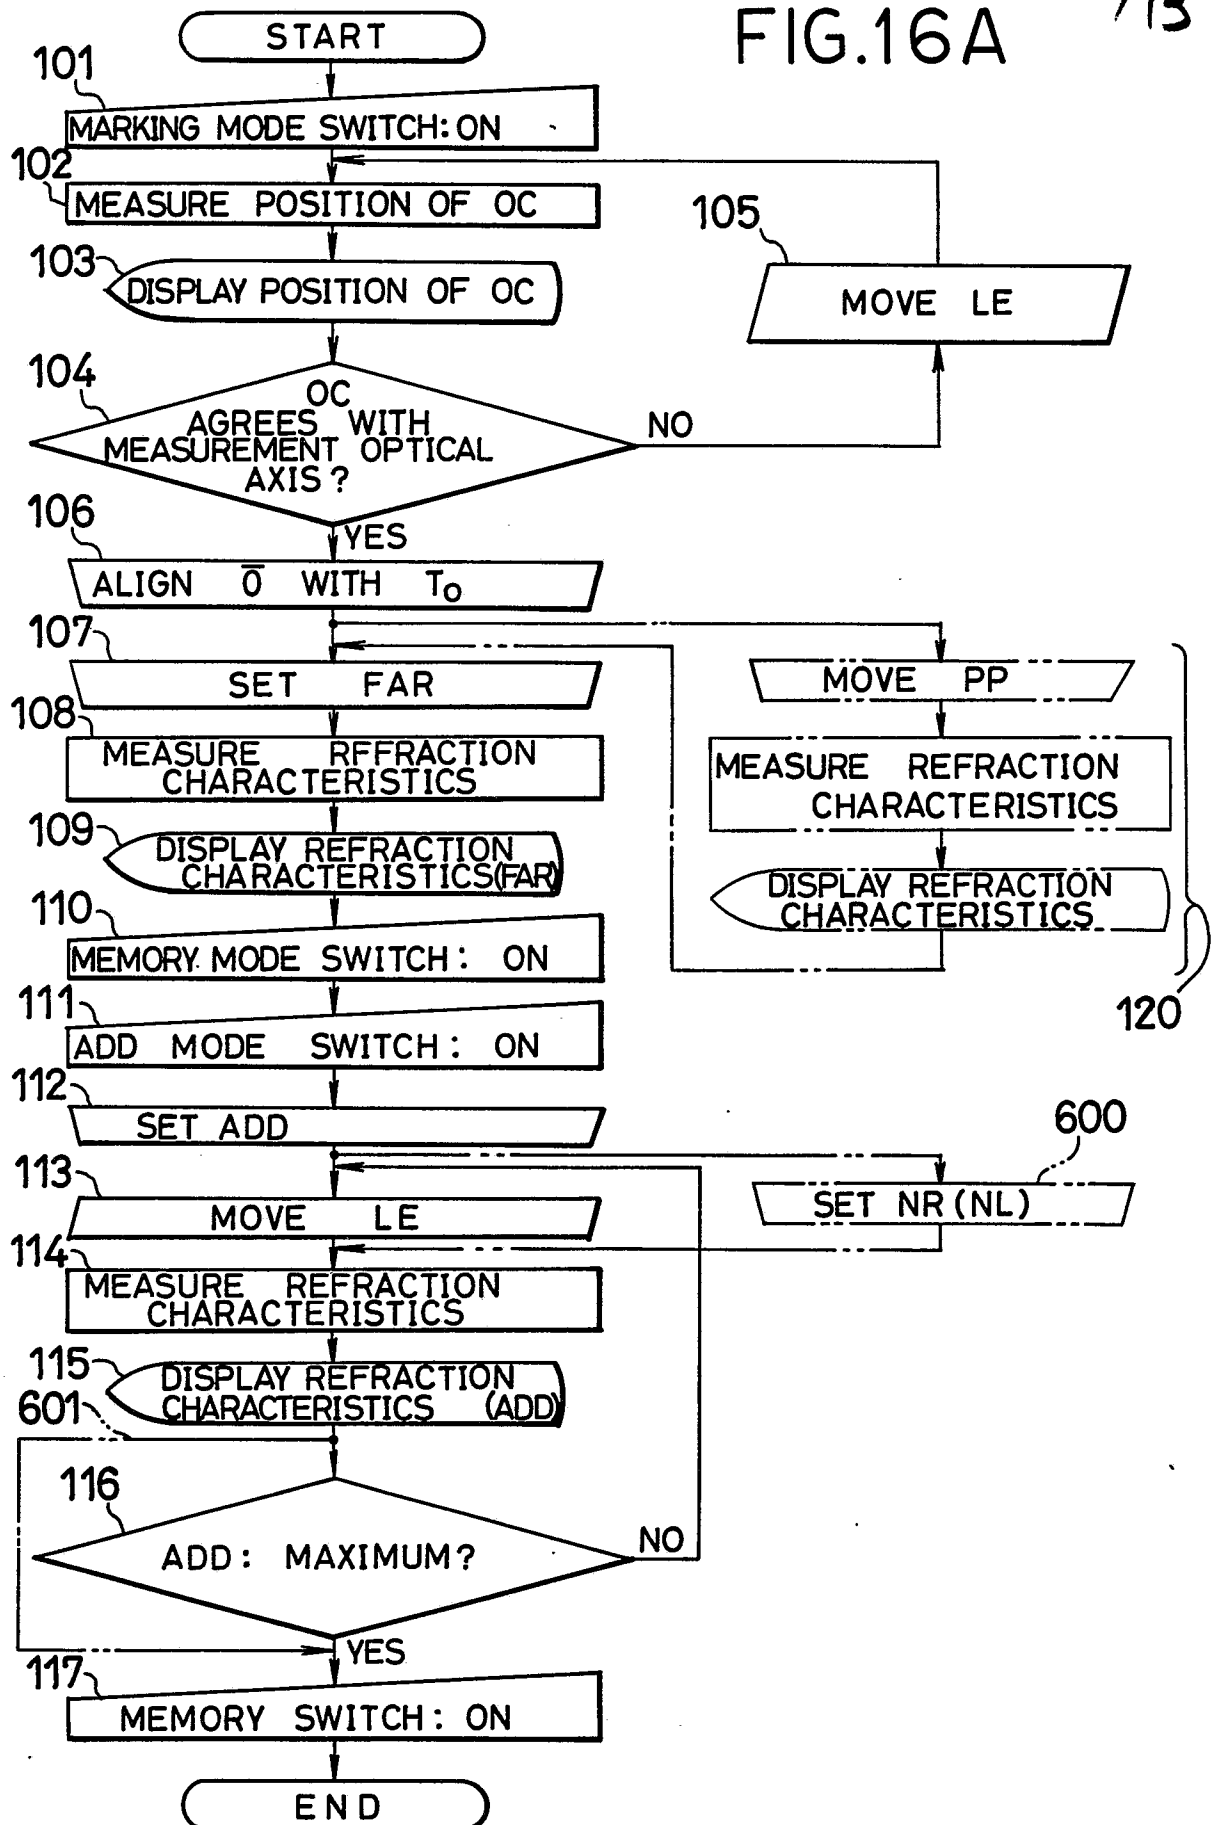 FIG.16A
START
101
MARKING MODE SWITCH: ON
102
MEASURE POSITION OF OC
103
DISPLAY POSITION OF OC
105
MOVE LE
104
OC
AGREES WITH
MEASUREMENT OPTICAL
AXIS?
NO
YES
106
ALIGN O̅ WITH To
107
SET FAR
108
MEASURE RFFRACTION
CHARACTERISTICS
109
DISPLAY REFRACTION
CHARACTERISTICS(FAR)
110
MEMORY MODE SWITCH: ON
111
ADD MODE SWITCH: ON
112
SET ADD
MOVE PP
MEASURE REFRACTION
CHARACTERISTICS
DISPLAY REFRACTION
CHARACTERISTICS
120
600
SET NR(NL)
113
MOVE LE
114
MEASURE REFRACTION
CHARACTERISTICS
115
DISPLAY REFRACTION
CHARACTERISTICS (ADD)
601
116
ADD: MAXIMUM?
NO
YES
117
MEMORY SWITCH: ON
END